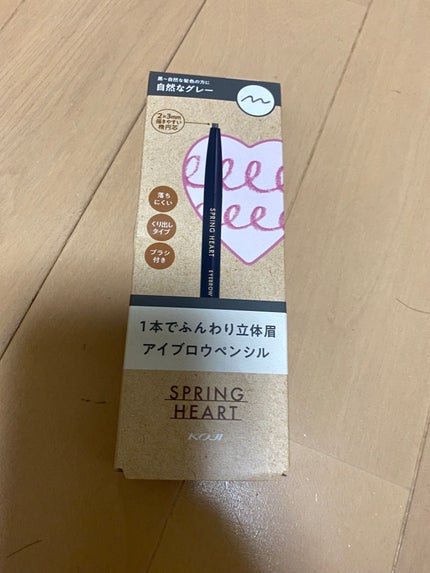 黒~自然な髪色の方に
自然なグレー
2×3mm
描きやすい
楕円芯
落ち
にくい
くり出し
タイプ
ブラシ
付き
SPRING HEART EYEBROW
1本でふんわり立体眉
アイブロウペンシル
SPRING
HEART
KOJI